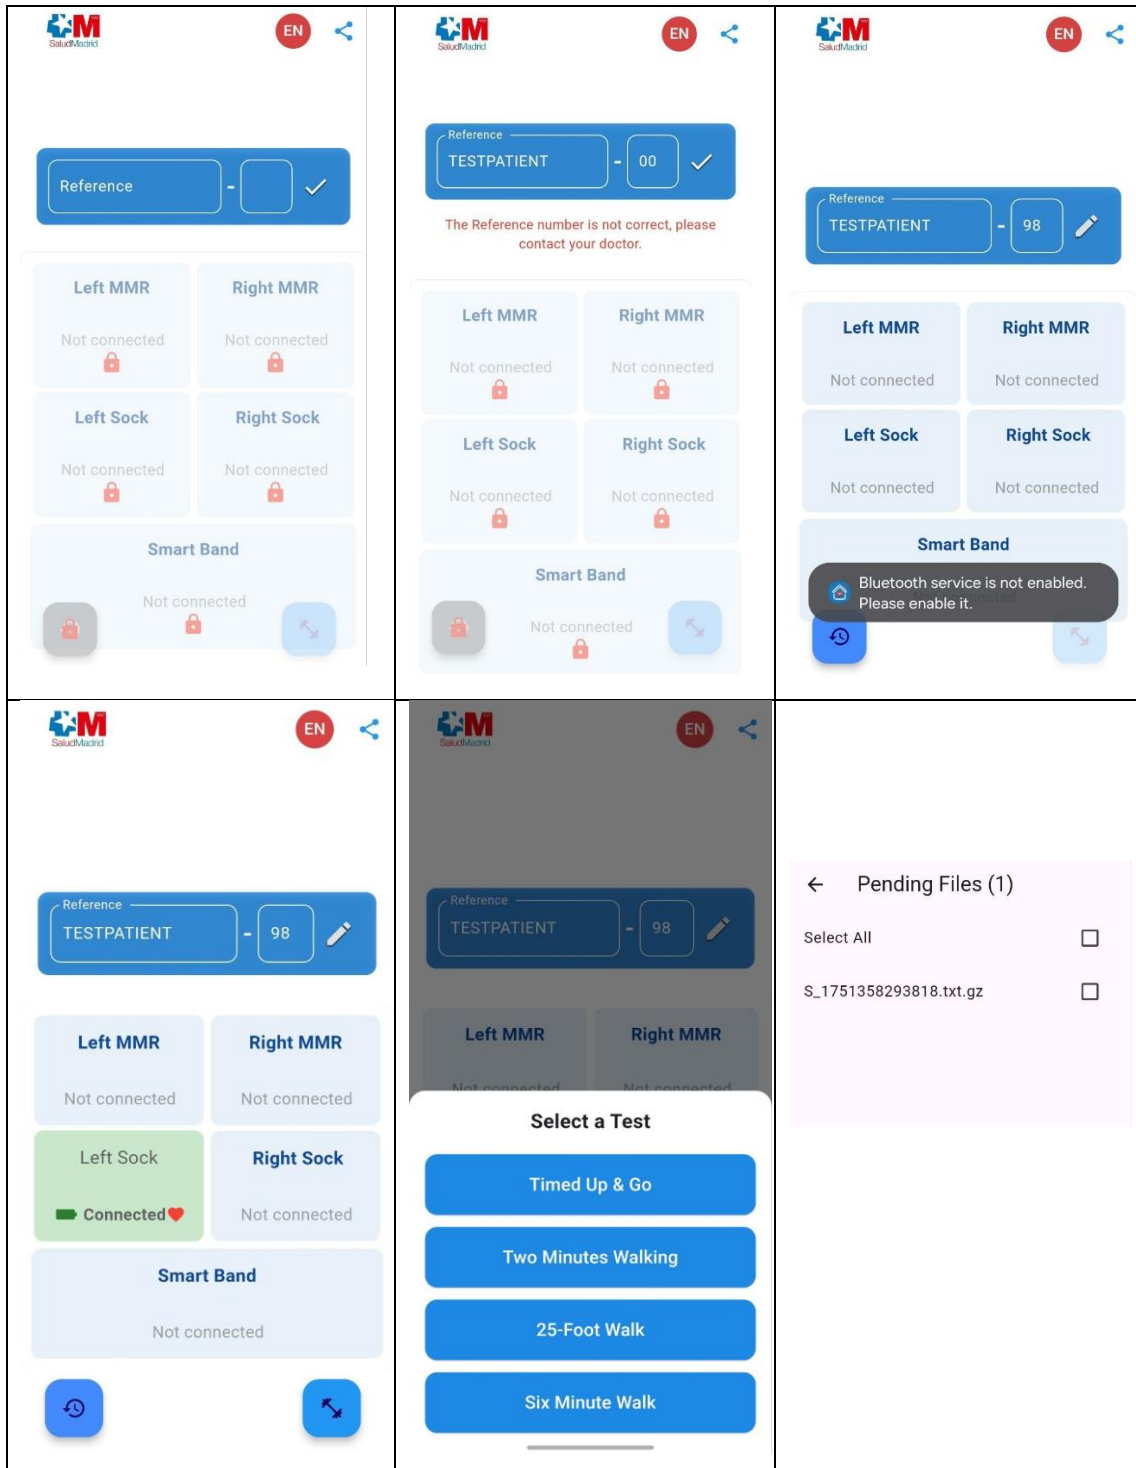 SaludMadrid
EN
Reference
-
Left MMR
Right MMR
Not connected
Not connected
Left Sock
Right Sock
Not connected
Not connected
Smart Band
Not connected
SaludMadrid
EN
Reference
TESTPATIENT
-
00
The Reference number is not correct, please
contact your doctor.
Left MMR
Right MMR
Not connected
Not connected
Left Sock
Right Sock
Not connected
Not connected
Smart Band
Not connected
SaludMadrid
EN
Reference
TESTPATIENT
-
98
Left MMR
Right MMR
Not connected
Not connected
Left Sock
Right Sock
Not connected
Not connected
Smart Band
Bluetooth service is not enabled.
Please enable it.
SaludMadrid
EN
Reference
TESTPATIENT
-
98
Left MMR
Right MMR
Not connected
Not connected
Left Sock
Right Sock
Connected
Not connected
Smart Band
Not connected
SaludMadrid
EN
Reference
TESTPATIENT
-
98
Left MMR
Right MMR
Not connected
Not connected
Select a Test
Timed Up & Go
Two Minutes Walking
25-Foot Walk
Six Minute Walk
Pending Files (1)
Select All
S_1751358293818.txt.gz